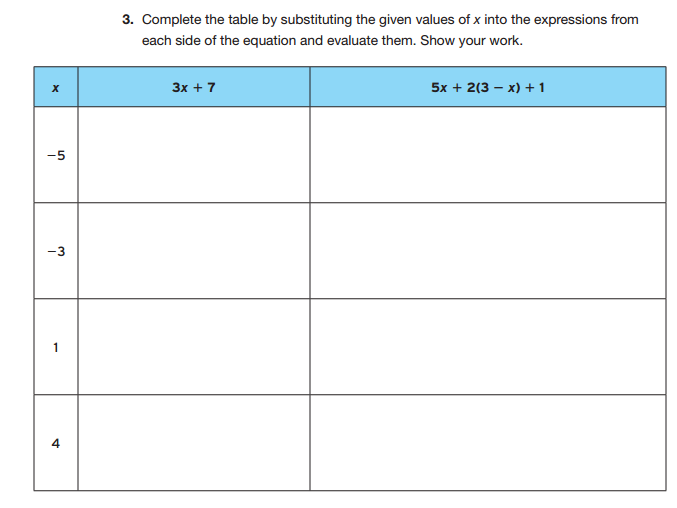 3. Complete the table by substituting the given values of x into the expressions from
each side of the equation and evaluate them. Show your work.
x 3x + 7 5x + 2(3 – x) + 1
−5
−3
1
4